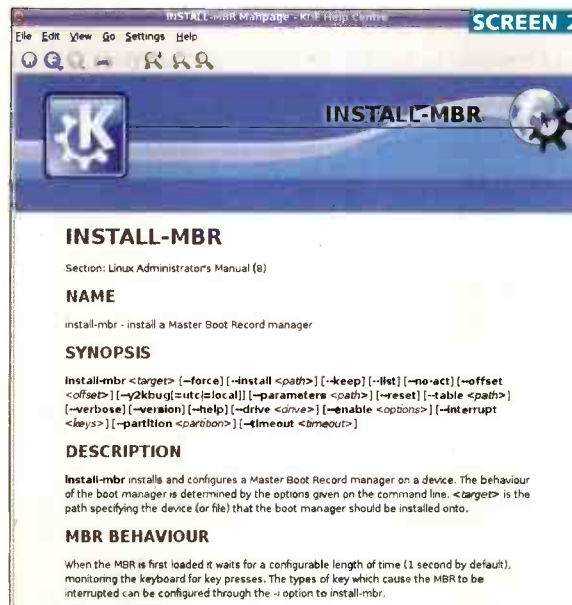 INSTALL-MBR Manpage - KDE Help Centre
SCREEN 2
File Edit View Go Settings Help
INSTALL-MBR
INSTALL-MBR
Section: Linux Administrator's Manual (8)
NAME
install-mbr - install a Master Boot Record manager
SYNOPSIS
install-mbr <target> [--force] [--install <path>] [--keep] [--list] [--no-act] [--offset
<offset>] [--y2kbug[=utc|=local]] [--parameters <path>] [--reset] [--table <path>]
[--verbose] [--version] [--help] [--drive <drive>] [--enable <options>] [--interrupt
<keys>] [--partition <partition>] [--timeout <timeout>]
DESCRIPTION
Install-mbr installs and configures a Master Boot Record manager on a device. The behaviour
of the boot manager is determined by the options given on the command line. <target> is the
path specifying the device (or file) that the boot manager should be installed onto.
MBR BEHAVIOUR
When the MBR is first loaded it waits for a configurable length of time (1 second by default),
monitoring the keyboard for key presses. The types of key which cause the MBR to be
interrupted can be configured through the -i option to install-mbr.